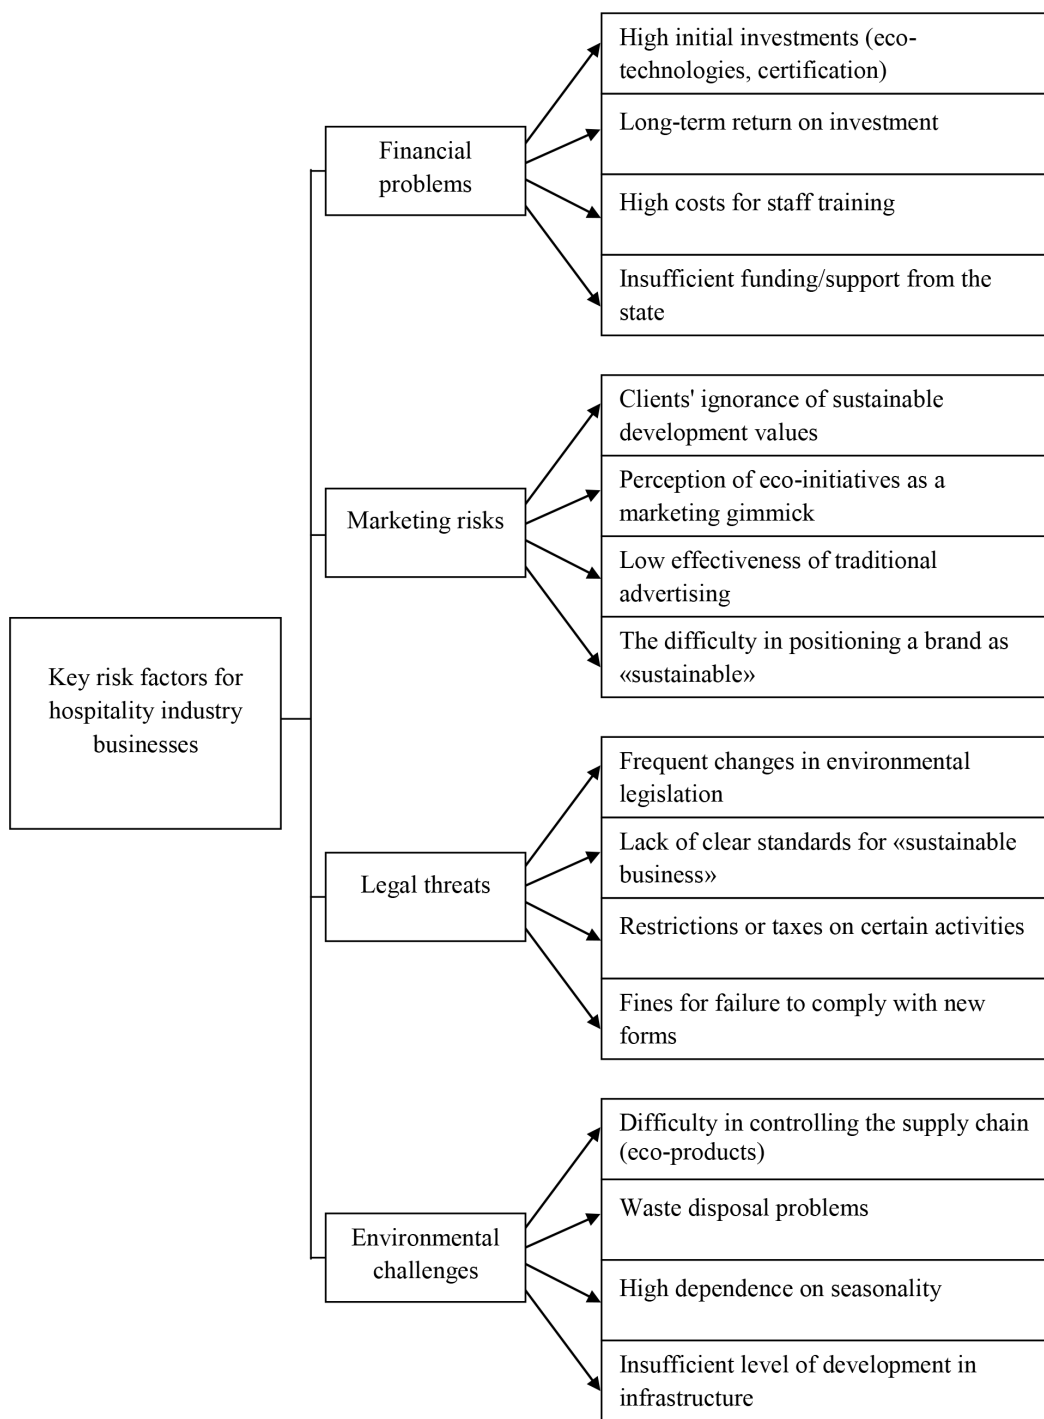 Key risk factors for
hospitality industry
businesses
Financial
problems
High initial investments (eco-
technologies, certification)
Long-term return on investment
High costs for staff training
Insufficient funding/support from the
state
Marketing risks
Clients' ignorance of sustainable
development values
Perception of eco-initiatives as a
marketing gimmick
Low effectiveness of traditional
advertising
The difficulty in positioning a brand as
«sustainable»
Legal threats
Frequent changes in environmental
legislation
Lack of clear standards for «sustainable
business»
Restrictions or taxes on certain activities
Fines for failure to comply with new
forms
Environmental
challenges
Difficulty in controlling the supply chain
(eco-products)
Waste disposal problems
High dependence on seasonality
Insufficient level of development in
infrastructure